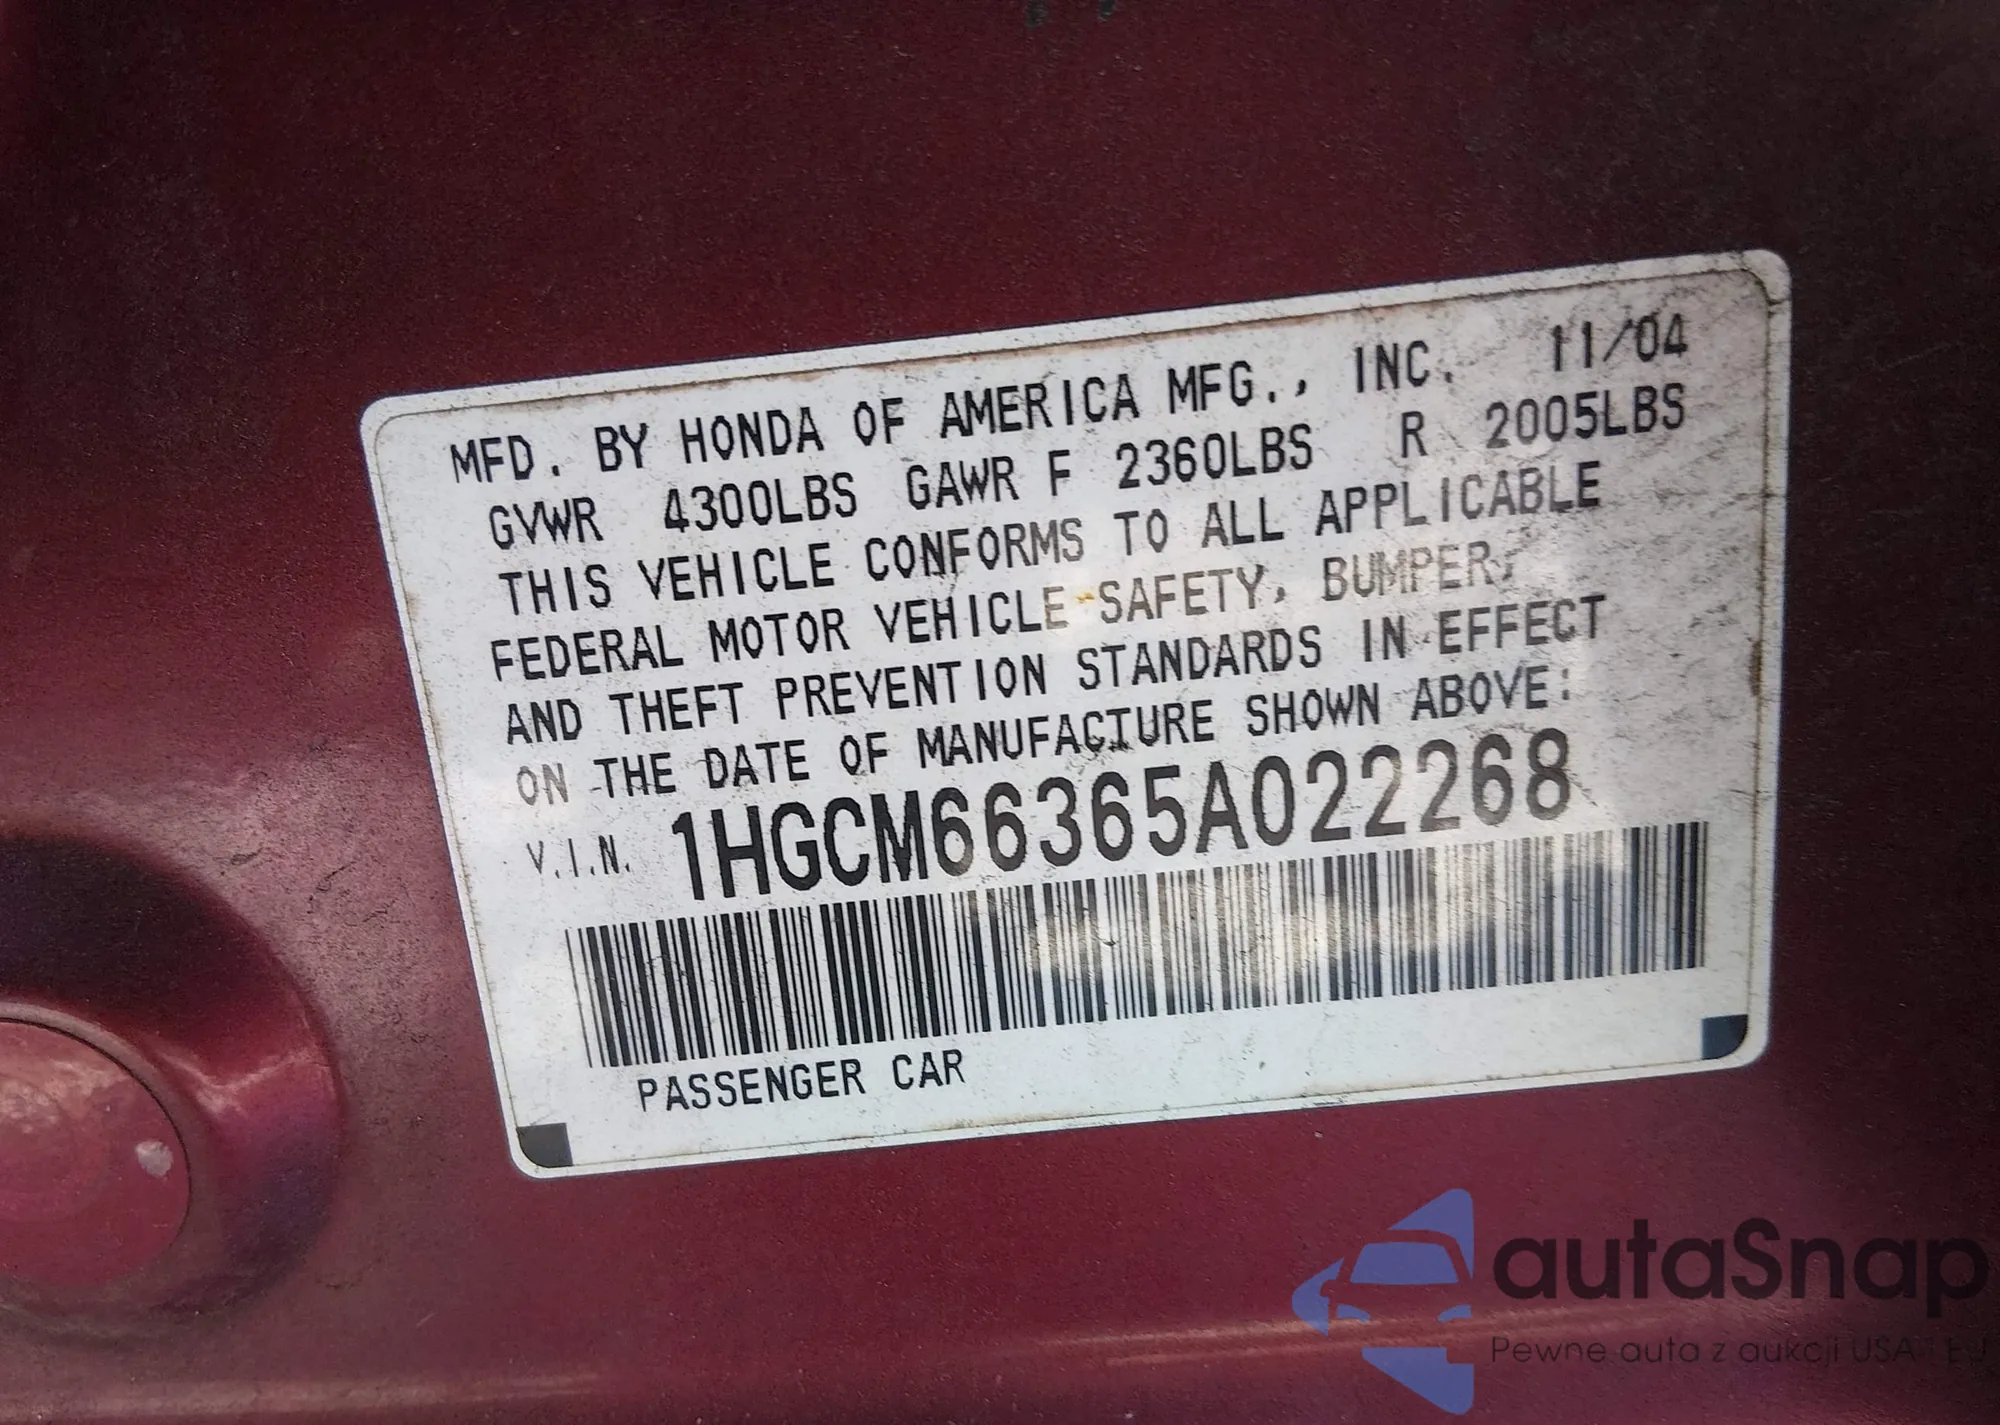 MFD. BY HONDA OF AMERICA MFG., INC. 11/04
GVWR 4300LBS GAWR F 2360LBS R 2005LBS
THIS VEHICLE CONFORMS TO ALL APPLICABLE
FEDERAL MOTOR VEHICLE SAFETY, BUMPER,
AND THEFT PREVENTION STANDARDS IN EFFECT
ON THE DATE OF MANUFACTURE SHOWN ABOVE:
V.I.N. 1HGCM66365A022268
PASSENGER CAR
autaSnap
Pewne auta z aukcji USA i EU